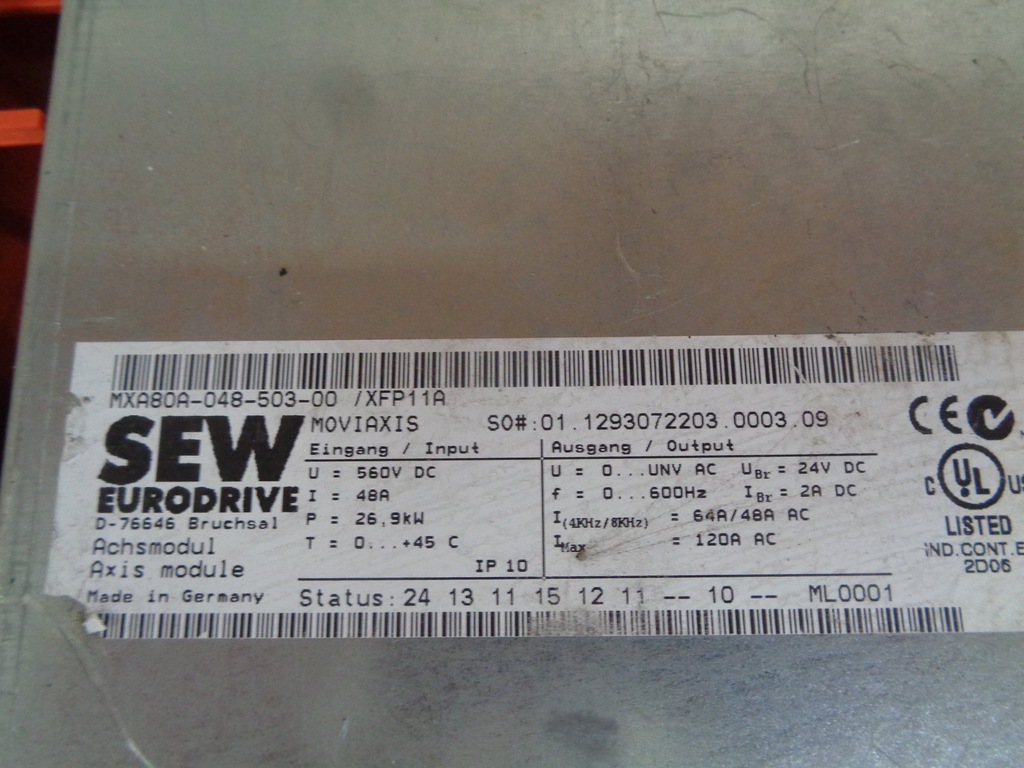 MXA80A-048-503-00 /XFP11A
SEW
EURODRIVE
D-76646 Bruchsal
Achsmodul
Axis module
Made in Germany
MOVIAXIS SO#:01.1293072203.0003.09
Eingang / Input
U = 560V DC
I = 48A
P = 26,9kW
T = 0...+45 C
IP 10
Ausgang / Output
U = 0...UNV AC UBr = 24V DC
f = 0...600Hz IBr = 2A DC
I(4KHz/8KHz) = 64A/48A AC
IMax = 120A AC
Status: 24 13 11 15 12 11 -- 10 -- ML0001
CE
C UL US
LISTED
IND.CONT.E
2D06